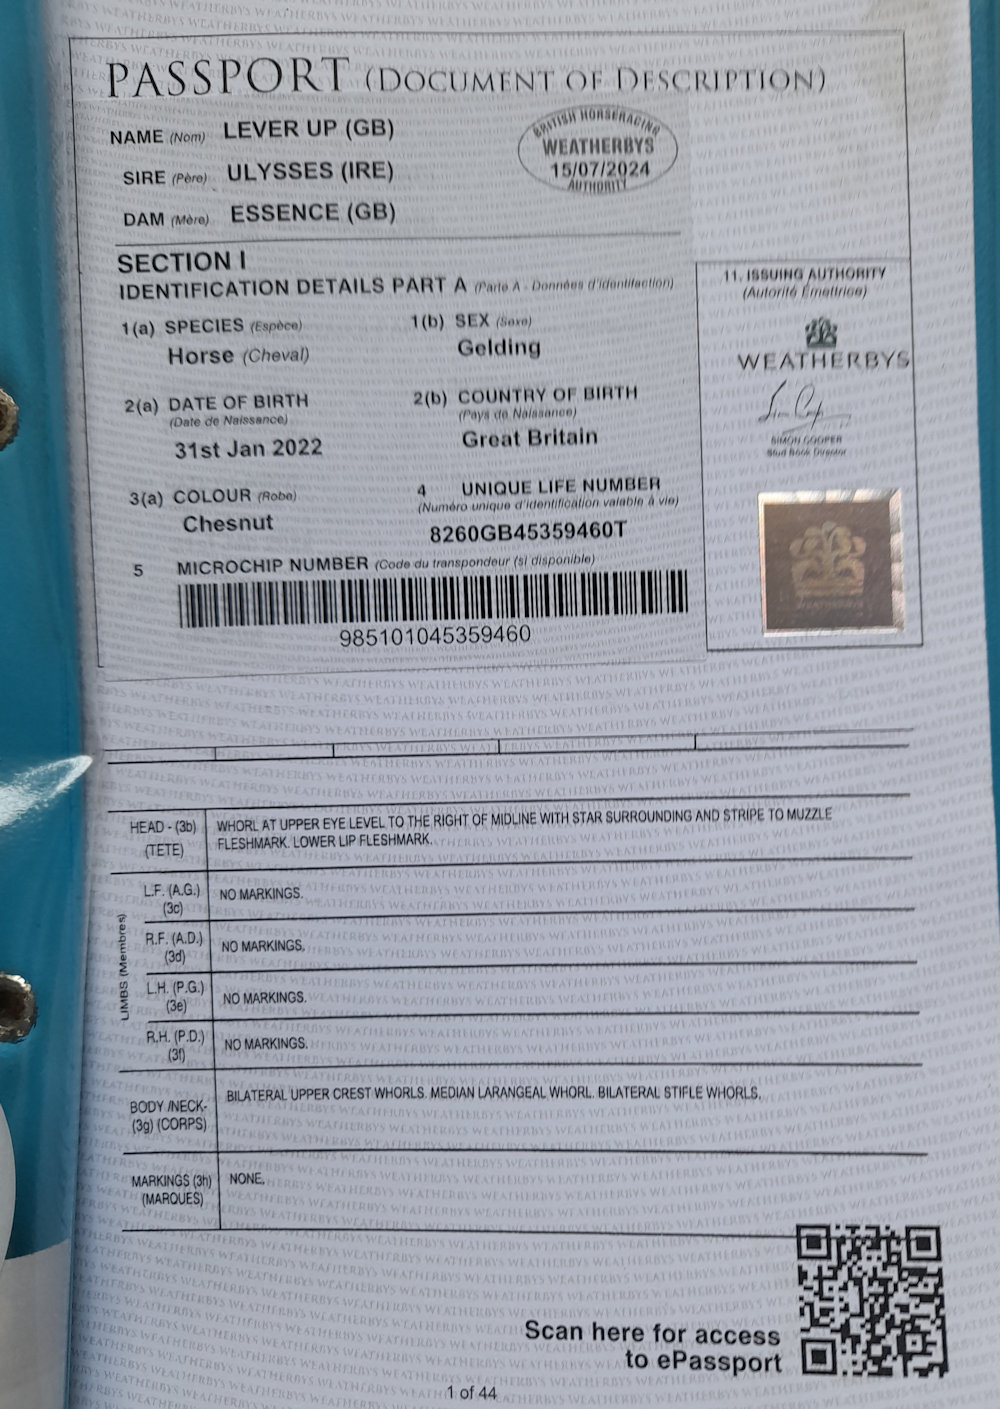 PASSPORT (DOCUMENT OF DESCRIPTION)
NAME (Nom) LEVER UP (GB)
SIRE (Père) ULYSSES (IRE)
DAM (Mère) ESSENCE (GB)
BRITISH HORSERACING
WEATHERBYS
15/07/2024
AUTHORITY
SECTION I
IDENTIFICATION DETAILS PART A (Partie A - Données d'identification)
1(a) SPECIES (Espèce)
Horse (Cheval)
1(b) SEX (Sexe)
Gelding
2(a) DATE OF BIRTH
(Date de Naissance)
31st Jan 2022
2(b) COUNTRY OF BIRTH
(Pays de Naissance)
Great Britain
3(a) COLOUR (Robe)
Chesnut
4 UNIQUE LIFE NUMBER
(Numéro unique d'identification valable à vie)
8260GB45359460T
5 MICROCHIP NUMBER (Code du transpondeur (si disponible)
985101045359460
11. ISSUING AUTHORITY
(Autorité Émettrice)
WEATHERBYS
SIMON COOPER
Stud Book Director
WEATHERBYS
HEAD - (3b)
(TETE)
WHORL AT UPPER EYE LEVEL TO THE RIGHT OF MIDLINE WITH STAR SURROUNDING AND STRIPE TO MUZZLE
FLESHMARK. LOWER LIP FLESHMARK.
LIMBS (Membres)
L.F. (A.G.)
(3c)
NO MARKINGS.
R.F. (A.D.)
(3d)
NO MARKINGS.
L.H. (P.G.)
(3e)
NO MARKINGS.
R.H. (P.D.)
(3f)
NO MARKINGS.
BODY /NECK-
(3g) (CORPS)
BILATERAL UPPER CREST WHORLS. MEDIAN LARANGEAL WHORL. BILATERAL STIFLE WHORLS.
MARKINGS (3h)
(MARQUES)
NONE.
Scan here for access
to ePassport
1 of 44